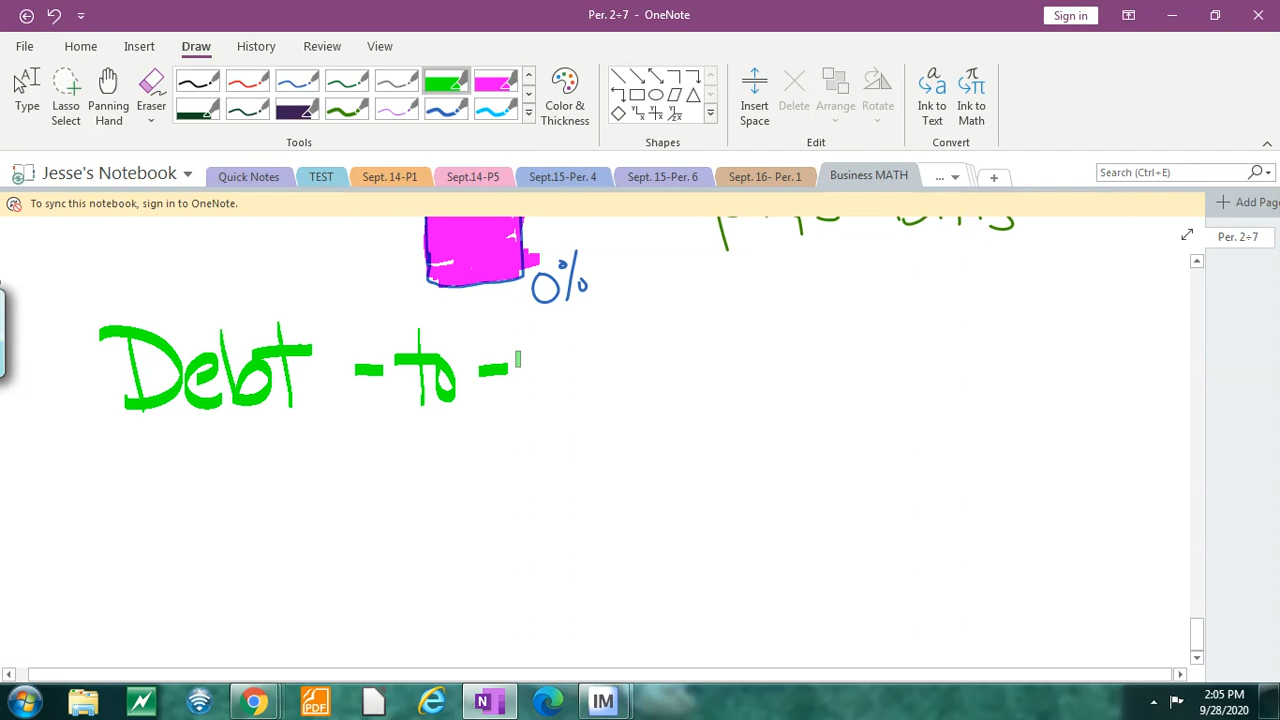 Per. 2÷7 - OneNote
Sign in
File Home Insert Draw History Review View
Type
Lasso Select
Panning Hand
Eraser
Color & Thickness
Insert Space
Delete
Arrange
Rotate
Ink to Text
Ink to Math
Tools
Shapes
Edit
Convert
Jesse's Notebook
Quick Notes
TEST
Sept. 14-P1
Sept.14-P5
Sept.15-Per. 4
Sept. 15-Per. 6
Sept. 16- Per. 1
Business MATH
...
Search (Ctrl+E)
To sync this notebook, sign in to OneNote.
Add Pag
Per. 2÷7
0%
Debt - to -
PDF
N
IM
2:05 PM
9/28/2020